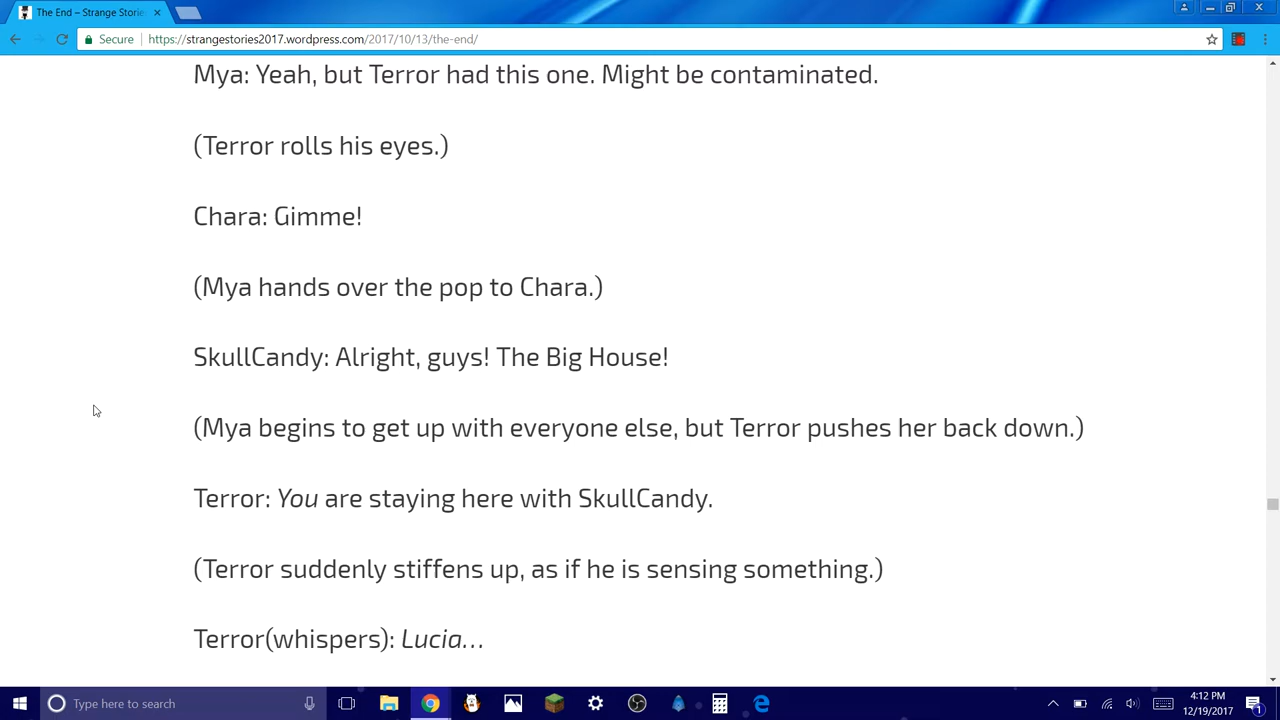 The End – Strange Storie
Secure
https://strangestories2017.wordpress.com/2017/10/13/the-end/
Mya: Yeah, but Terror had this one. Might be contaminated.
(Terror rolls his eyes.)
Chara: Gimme!
(Mya hands over the pop to Chara.)
SkullCandy: Alright, guys! The Big House!
(Mya begins to get up with everyone else, but Terror pushes her back down.)
Terror: You are staying here with SkullCandy.
(Terror suddenly stiffens up, as if he is sensing something.)
Terror(whispers): Lucia…
Type here to search
4:12 PM
12/19/2017
1